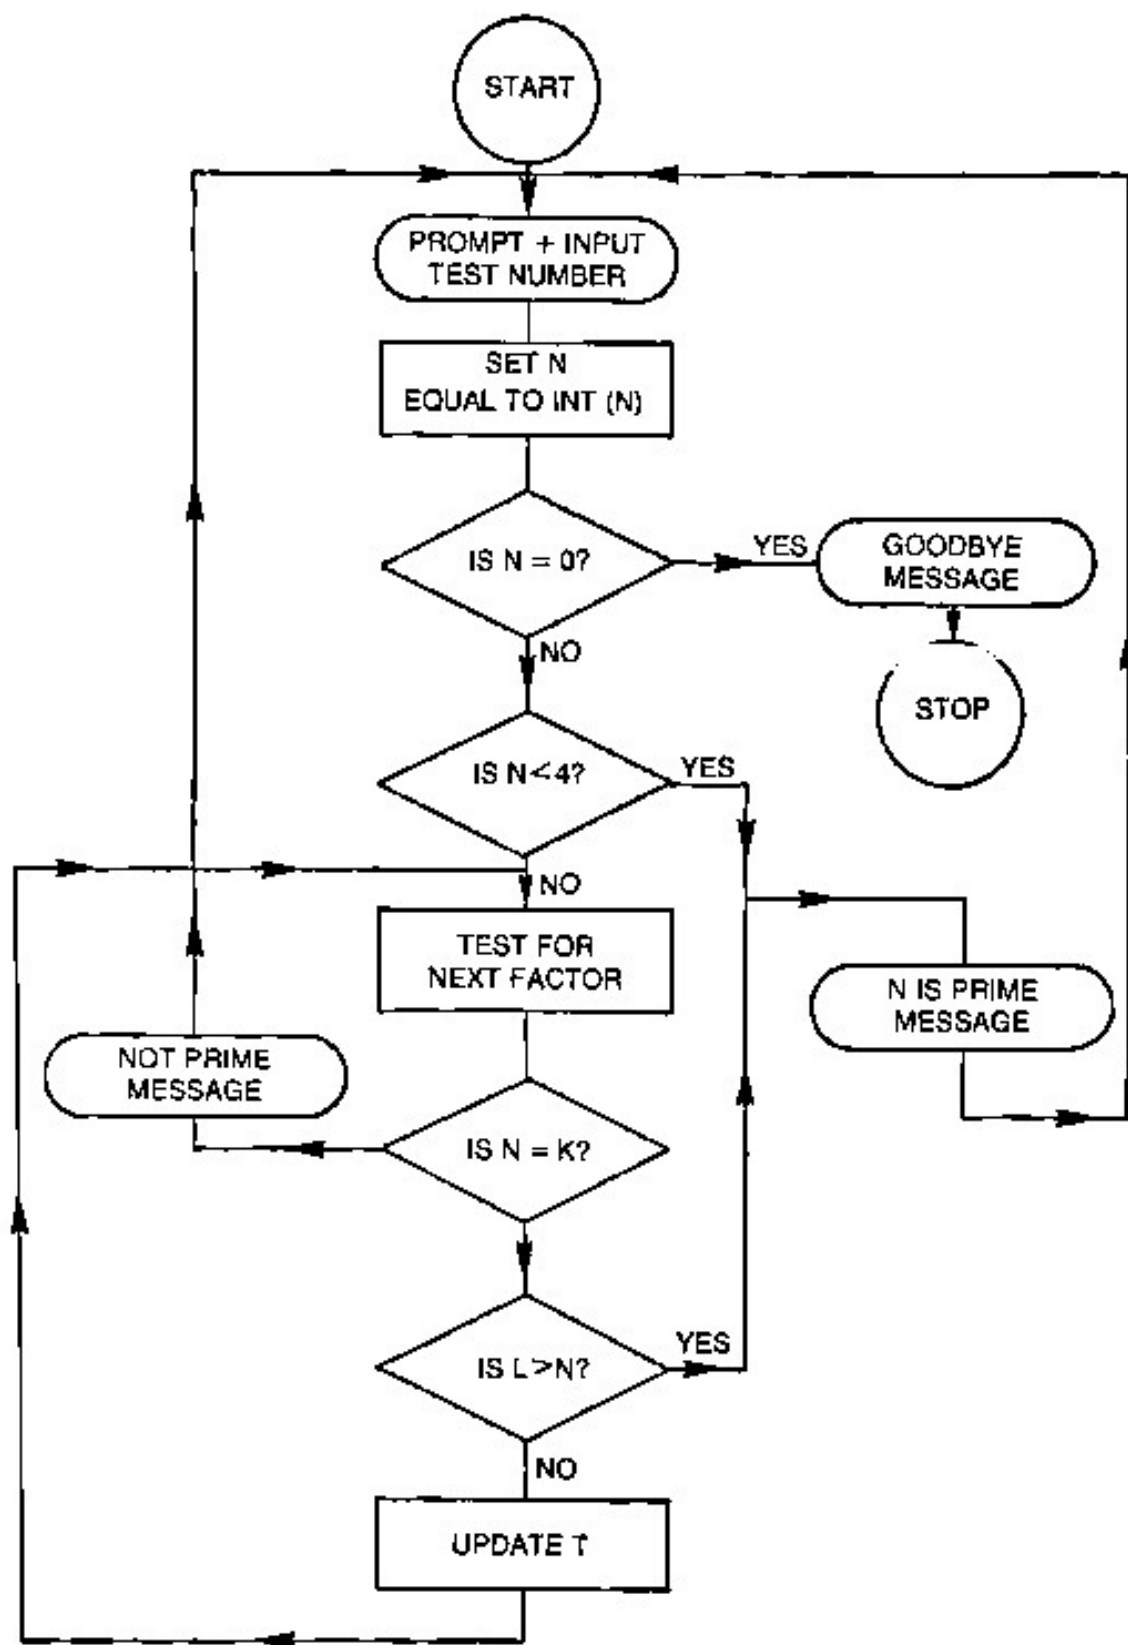 START
PROMPT + INPUT
TEST NUMBER
SET N
EQUAL TO INT (N)
IS N = 0?
YES
GOODBYE
MESSAGE
NO
STOP
IS N<4?
YES
NO
TEST FOR
NEXT FACTOR
N IS PRIME
MESSAGE
NOT PRIME
MESSAGE
IS N = K?
IS L>N?
YES
NO
UPDATE T